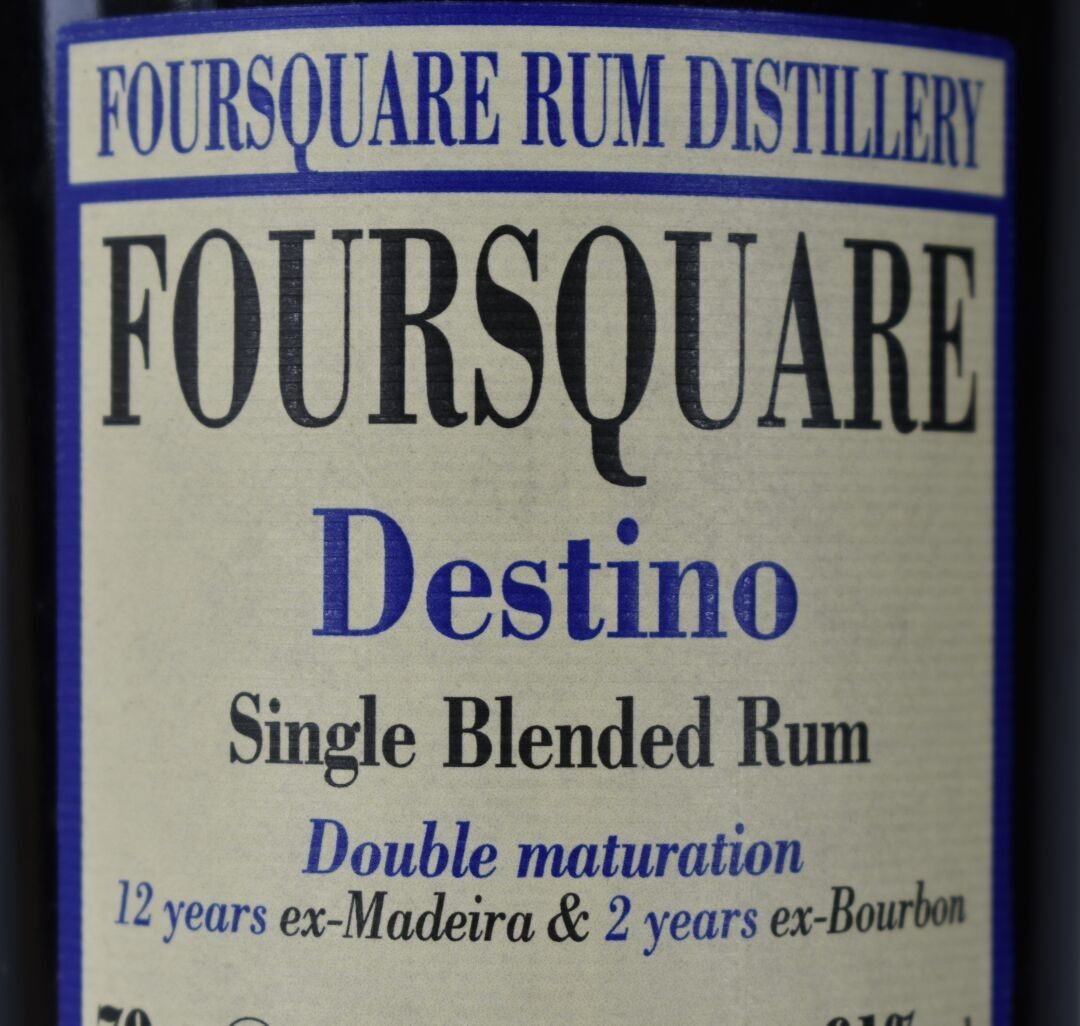 FOURSQUARE RUM DISTILLERY
FOURSQUARE
Destino
Single Blended Rum
Double maturation
12 years ex-Madeira & 2 years ex-Bourbon